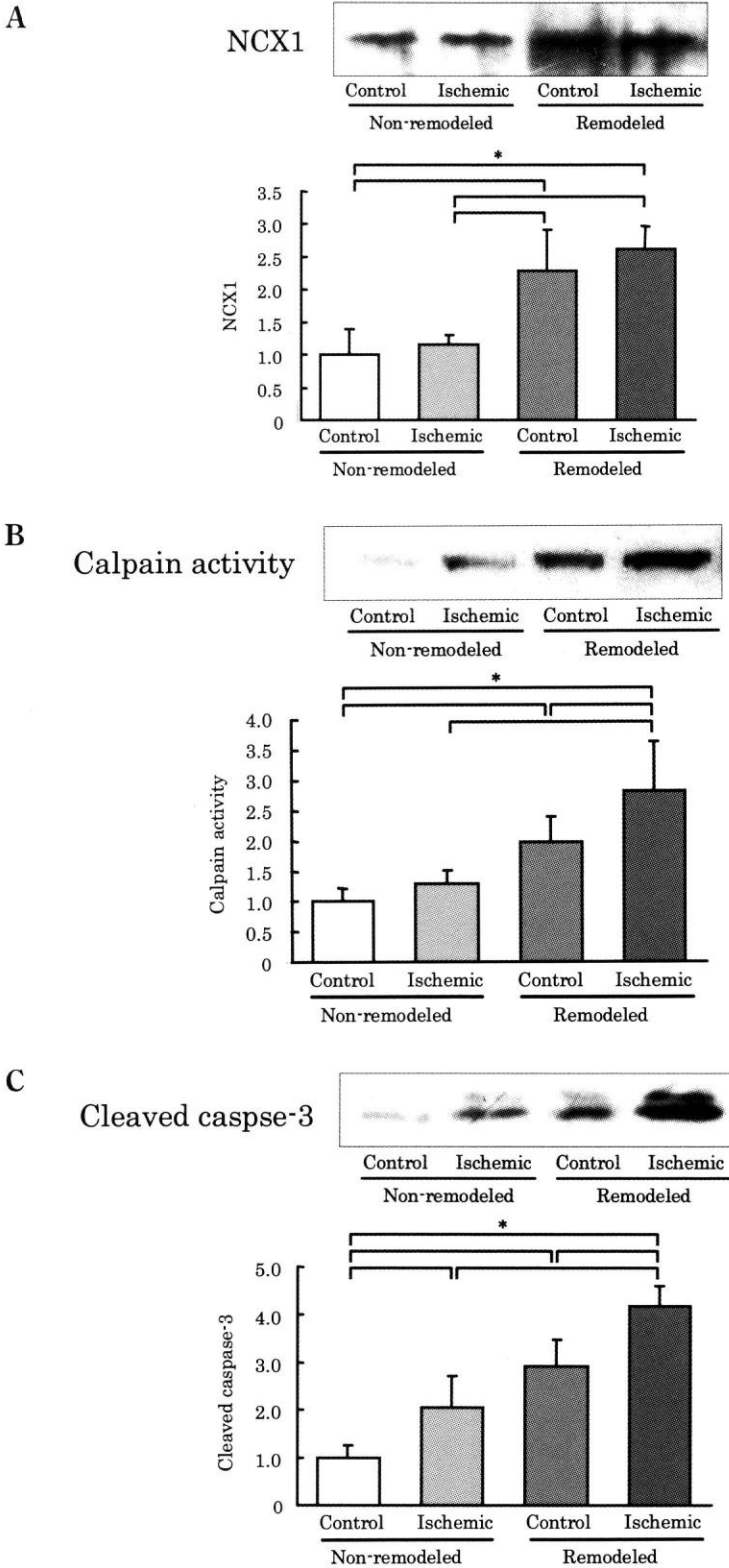 A
NCX1
Control Ischemic Control Ischemic
Non-remodeled Remodeled
*
3.5
3.0
2.5
2.0
1.5
1.0
0.5
0
NCX1
Control Ischemic Control Ischemic
Non-remodeled Remodeled
B
Calpain activity
Control Ischemic Control Ischemic
Non-remodeled Remodeled
*
4.0
3.5
3.0
2.0
1.5
1.0
0.5
0
Calpain activity
Control Ischemic Control Ischemic
Non-remodeled Remodeled
C
Cleaved caspse-3
Control Ischemic Control Ischemic
Non-remodeled Remodeled
*
5.0
4.0
3.0
2.0
1.0
0
Cleaved caspase-3
Control Ischemic Control Ischemic
Non-remodeled Remodeled